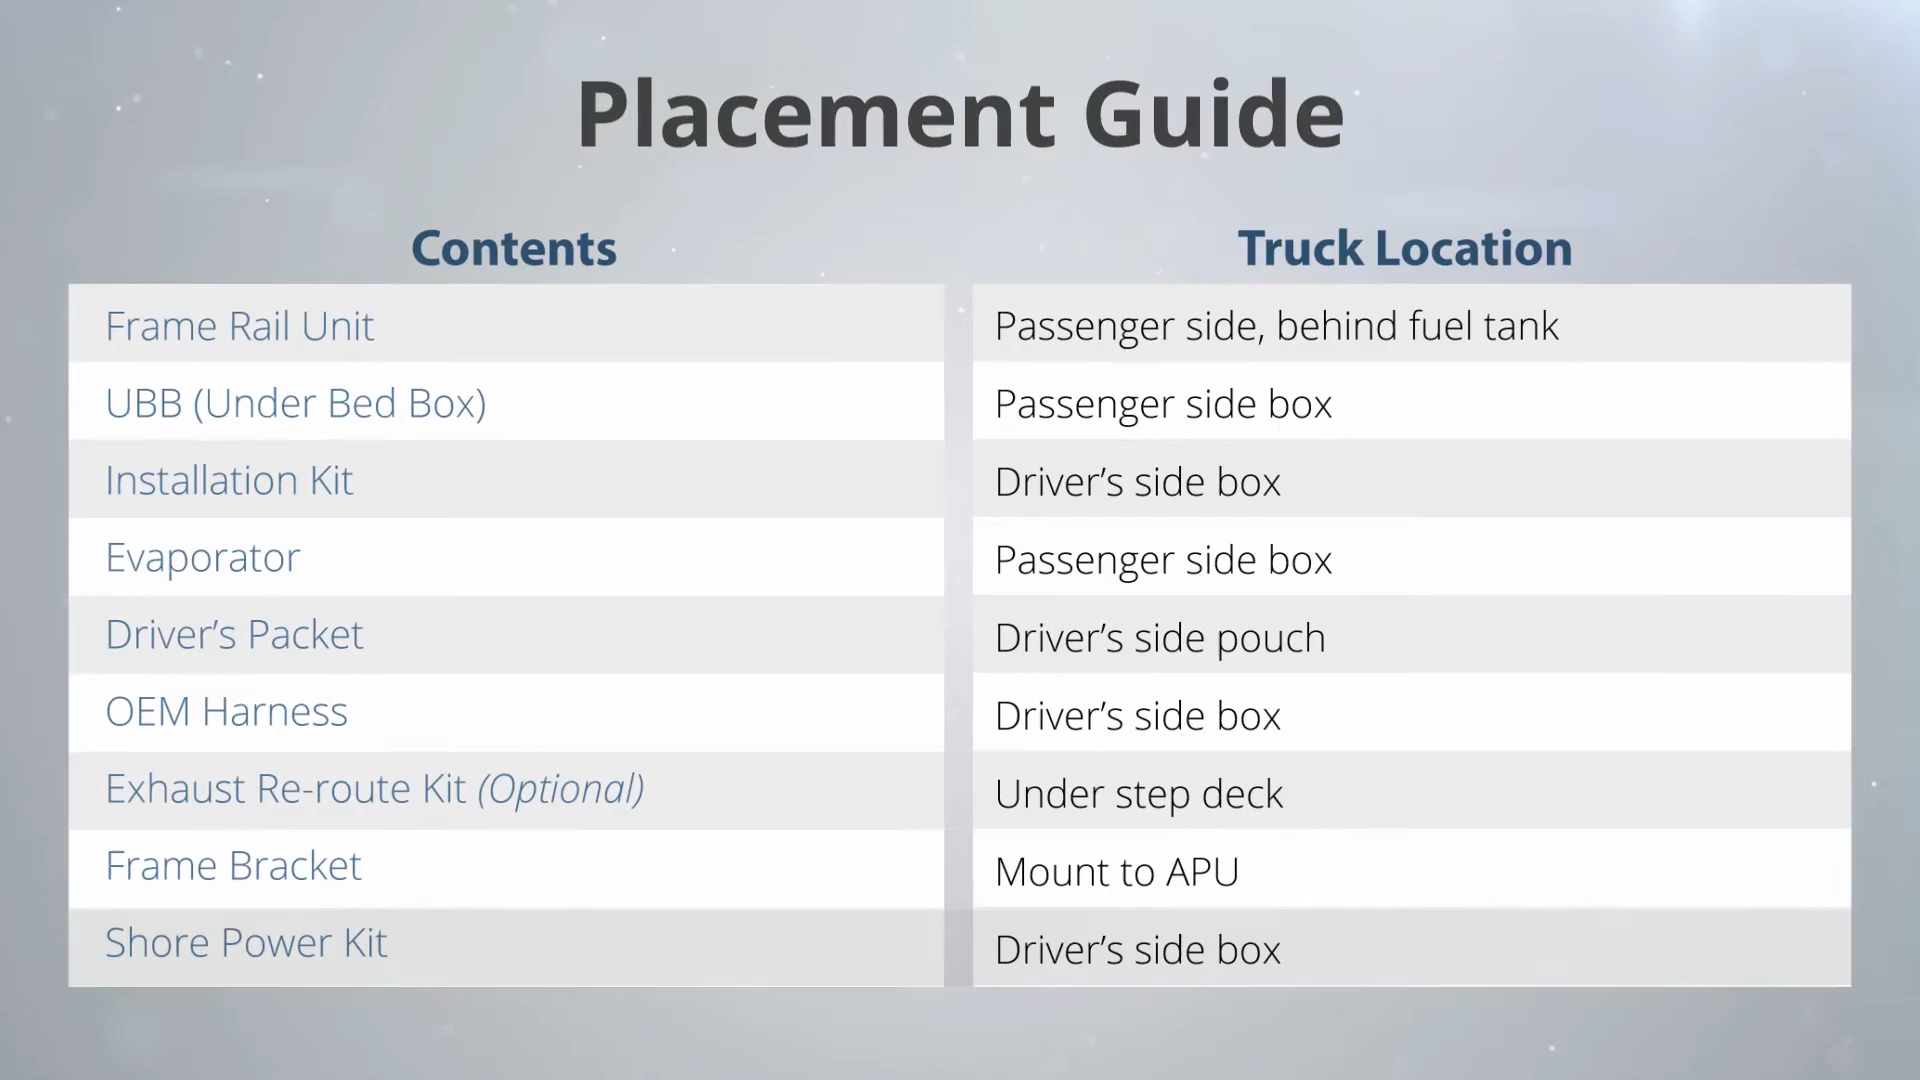 Placement Guide
Contents
Truck Location
Frame Rail Unit
Passenger side, behind fuel tank
UBB (Under Bed Box)
Passenger side box
Installation Kit
Driver’s side box
Evaporator
Passenger side box
Driver’s Packet
Driver’s side pouch
OEM Harness
Driver’s side box
Exhaust Re-route Kit (Optional)
Under step deck
Frame Bracket
Mount to APU
Shore Power Kit
Driver’s side box